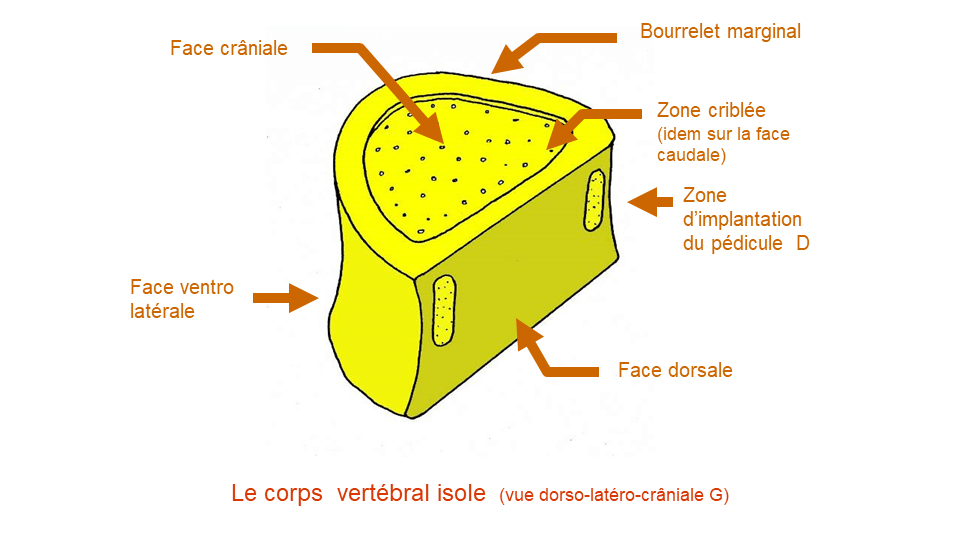 Face crâniale
Bourrelet marginal
Zone criblée
(idem sur la face
caudale)
Zone
d’implantation
du pédicule D
Face ventro
latérale
Face dorsale
Le corps vertébral isole (vue dorso-latéro-crâniale G)